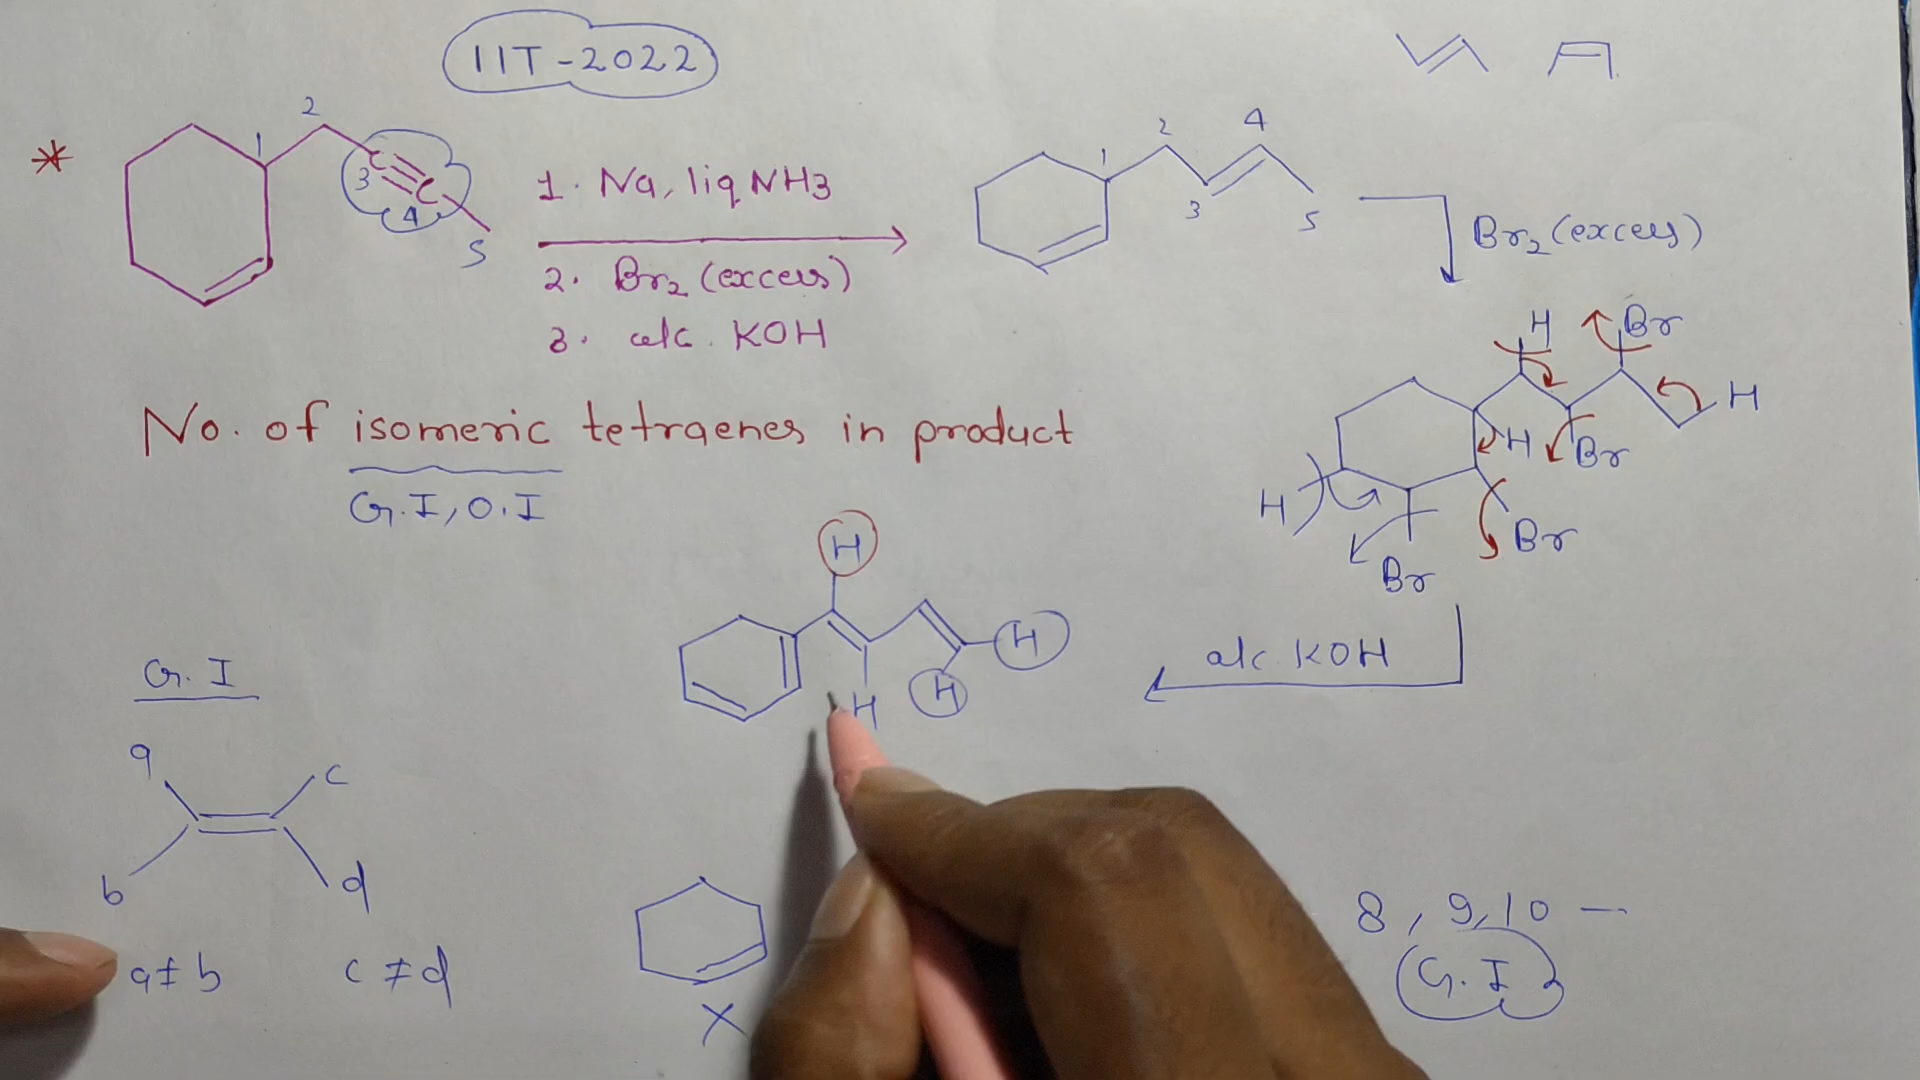 IIT-2022
*
1
2
C≡C
3
4
5
1. Na, liq NH3
2. Br2 (excess)
3. alc. KOH
1
2
3
4
5
Br2 (excess)
No. of isomeric tetraenes in product
G.I, O.I
H
Br
H
H
Br
H
Br
Br
alc. KOH
H
H
H
H
G.I
a
c
b
d
a≠b
c≠d
X
8, 9, 10 —
G.I